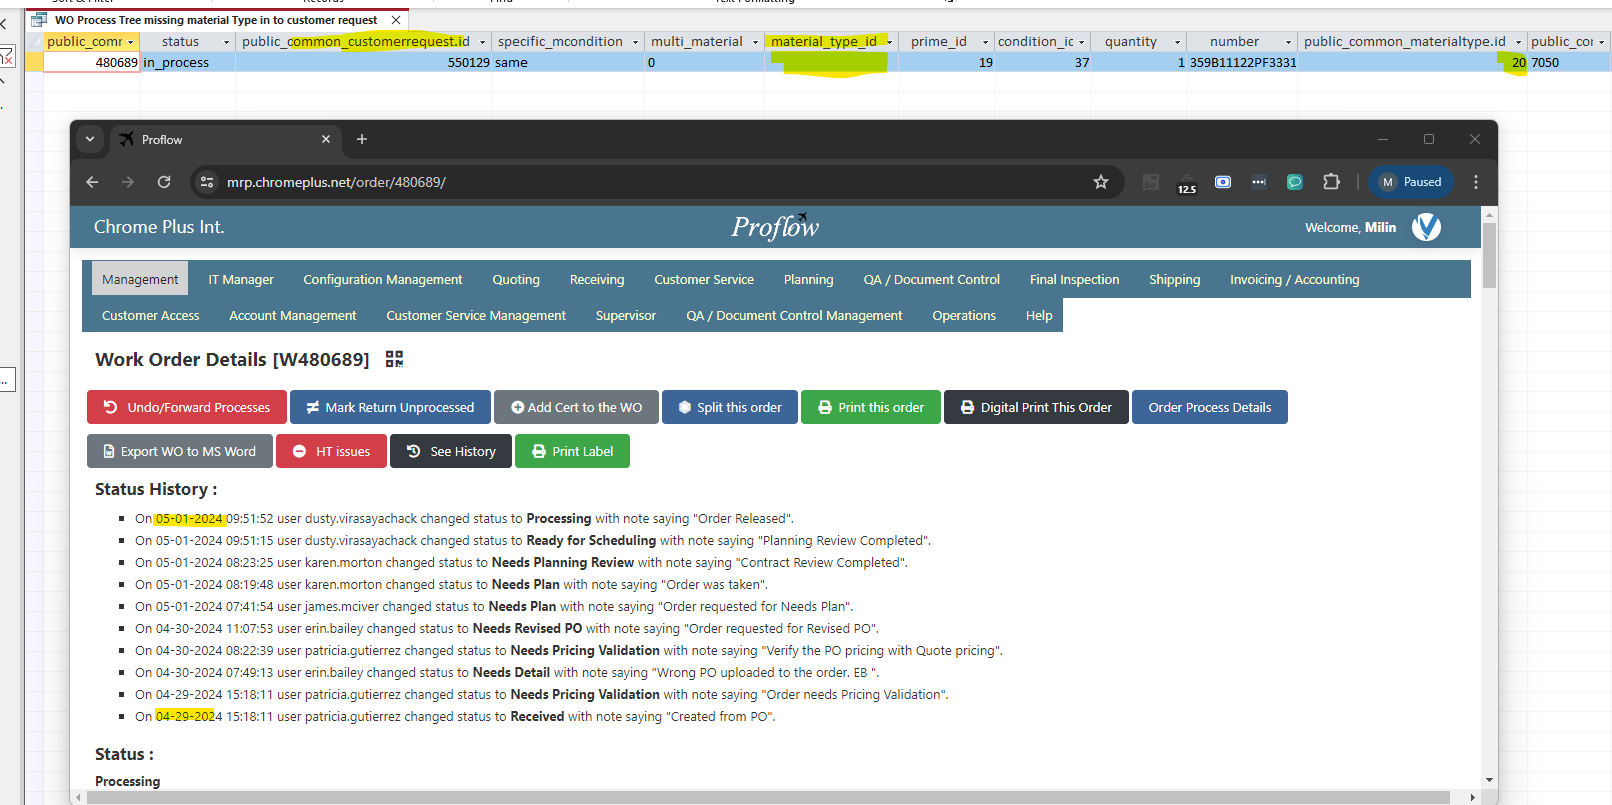 WO Process Tree missing material Type in to customer request
public_comr status public_common_customerrequest.id specific_mcondition multi_material material_type_id prime_id condition_ic quantity number public_common_materialtype.id public_cor
480689 in_process 550129 same 0 19 37 1 359B11122PF3331 20 7050
Proflow
mrp.chromeplus.net/order/480689/
12.5
M Paused
Chrome Plus Int. Proflow Welcome, Milin
Management IT Manager Configuration Management Quoting Receiving Customer Service Planning QA / Document Control Final Inspection Shipping Invoicing / Accounting
Customer Access Account Management Customer Service Management Supervisor QA / Document Control Management Operations Help
Work Order Details [W480689]
Undo/Forward Processes Mark Return Unprocessed Add Cert to the WO Split this order Print this order Digital Print This Order Order Process Details
Export WO to MS Word HT issues See History Print Label
Status History :
On 05-01-2024 09:51:52 user dusty.virasayachack changed status to Processing with note saying "Order Released".
On 05-01-2024 09:51:15 user dusty.virasayachack changed status to Ready for Scheduling with note saying "Planning Review Completed".
On 05-01-2024 08:23:25 user karen.morton changed status to Needs Planning Review with note saying "Contract Review Completed".
On 05-01-2024 08:19:48 user karen.morton changed status to Needs Plan with note saying "Order was taken".
On 05-01-2024 07:41:54 user james.mciver changed status to Needs Plan with note saying "Order requested for Needs Plan".
On 04-30-2024 11:07:53 user erin.bailey changed status to Needs Revised PO with note saying "Order requested for Revised PO".
On 04-30-2024 08:22:39 user patricia.gutierrez changed status to Needs Pricing Validation with note saying "Verify the PO pricing with Quote pricing".
On 04-30-2024 07:49:13 user erin.bailey changed status to Needs Detail with note saying "Wrong PO uploaded to the order. EB ".
On 04-29-2024 15:18:11 user patricia.gutierrez changed status to Needs Pricing Validation with note saying "Order needs Pricing Validation".
On 04-29-2024 15:18:11 user patricia.gutierrez changed status to Received with note saying "Created from PO".
Status :
Processing